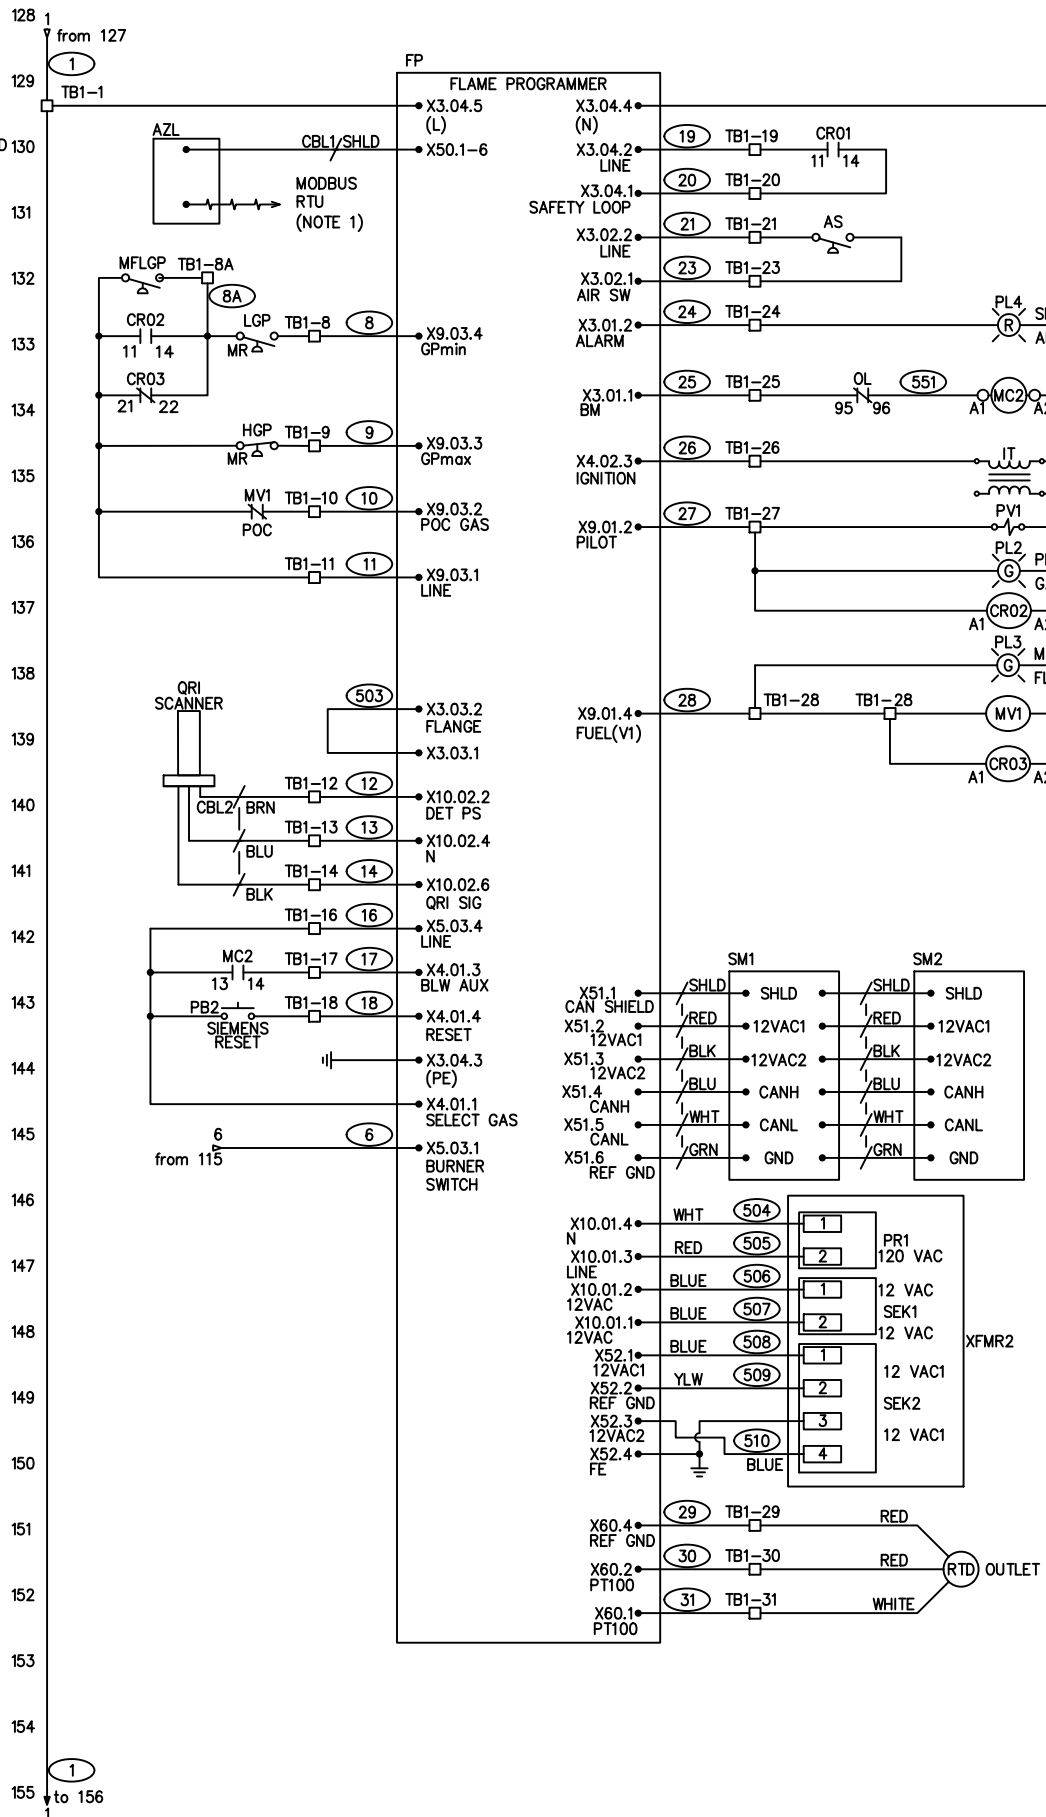 128 1
from 127
1
129
TB1-1
FP
FLAME PROGRAMMER
X3.04.5
(L)
X3.04.4
(N)
D 130
AZL
CBL1/SHLD
X50.1-6
MODBUS
RTU
(NOTE 1)
X3.04.2
LINE
19
TB1-19
CR01
11 14
131
X3.04.1
SAFETY LOOP
20
TB1-20
X3.02.2
LINE
21
TB1-21
AS
132
MFLGP
TB1-8A
8A
X3.02.1
AIR SW
23
TB1-23
133
CR02
11 14
LGP
MR
TB1-8
8
X9.03.4
GPmin
X3.01.2
ALARM
24
TB1-24
PL4
R
134
CR03
21 22
X3.01.1
BM
25
TB1-25
OL
95 96
551
A1
MC2
HGP
MR
TB1-9
9
X9.03.3
GPmax
135
X4.02.3
IGNITION
26
TB1-26
IT
MV1
POC
TB1-10
10
X9.03.2
POC GAS
136
X9.01.2
PILOT
27
TB1-27
PV1
TB1-11
11
X9.03.1
LINE
PL2
G
137
A1
CR02
138
PL3
G
QRI
SCANNER
503
X3.03.2
FLANGE
X9.01.4
FUEL(V1)
28
TB1-28
TB1-28
MV1
139
X3.03.1
A1
CR03
140
CBL2
BRN
TB1-12
12
X10.02.2
DET PS
BLU
TB1-13
13
X10.02.4
N
141
BLK
TB1-14
14
X10.02.6
QRI SIG
142
TB1-16
16
X5.03.4
LINE
MC2
13 14
TB1-17
17
X4.01.3
BLW AUX
143
PB2
SIEMENS
RESET
TB1-18
18
X4.01.4
RESET
144
X3.04.3
(PE)
X4.01.1
SELECT GAS
145
6
from 115
6
X5.03.1
BURNER
SWITCH
SM1
SM2
X51.1
CAN SHIELD
SHLD
SHLD
SHLD
SHLD
X51.2
12VAC1
RED
12VAC1
RED
12VAC1
X51.3
12VAC2
BLK
12VAC2
BLK
12VAC2
X51.4
CANH
BLU
CANH
BLU
CANH
X51.5
CANL
WHT
CANL
WHT
CANL
X51.6
REF GND
GRN
GND
GRN
GND
146
X10.01.4
N
WHT
504
1
PR1
120 VAC
147
X10.01.3
LINE
RED
505
2
X10.01.2
12VAC
BLUE
506
1
12 VAC
SEK1
148
X10.01.1
12VAC
BLUE
507
2
12 VAC
XFMR2
X52.1
12VAC1
BLUE
508
1
12 VAC1
149
X52.2
REF GND
YLW
509
2
SEK2
X52.3
12VAC2
3
12 VAC1
150
X52.4
FE
510
BLUE
4
151
X60.4
REF GND
29
TB1-29
RED
X60.2
PT100
30
TB1-30
RED
RTD
OUTLET
152
X60.1
PT100
31
TB1-31
WHITE
153
154
1
155
to 156
1